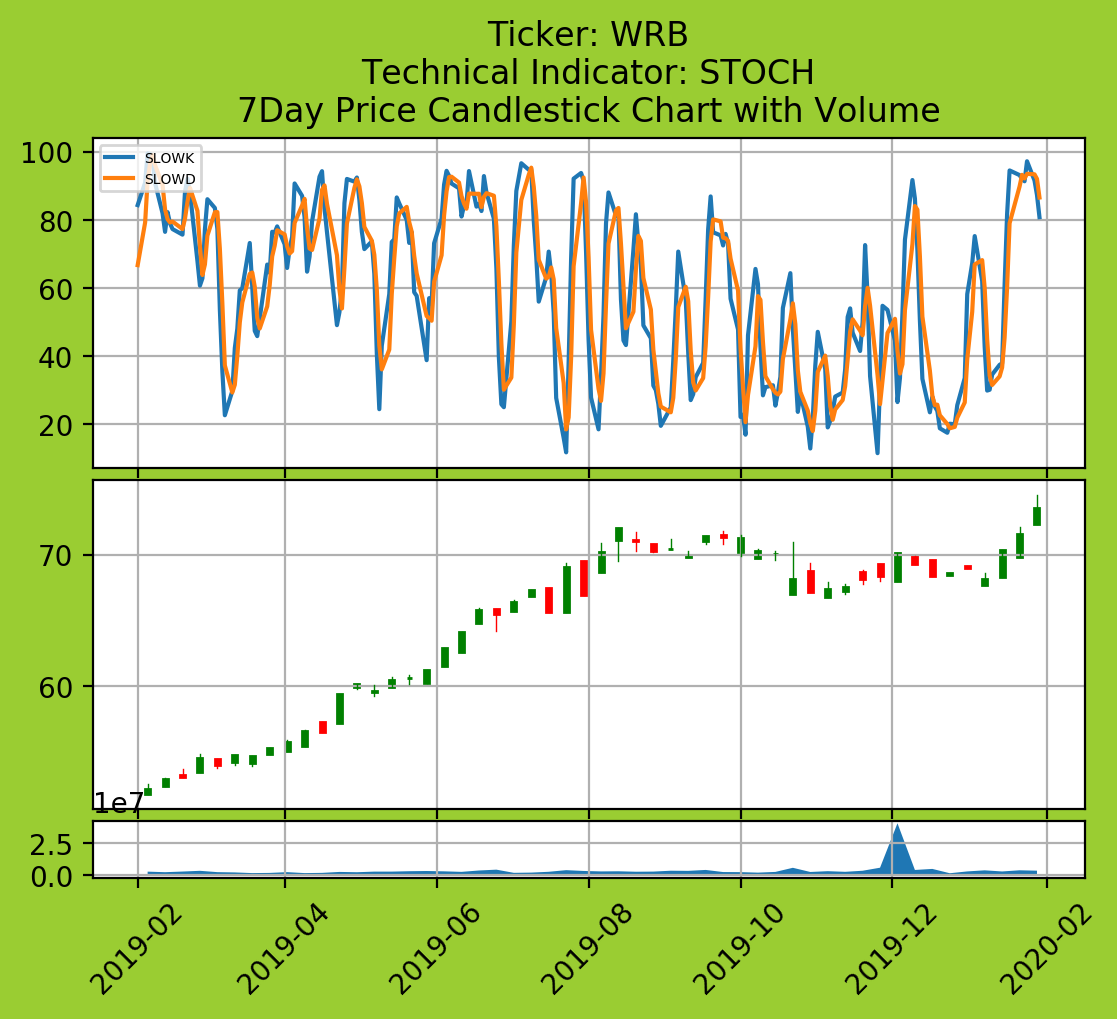 Ticker: WRB
Technical Indicator: STOCH
7Day Price Candlestick Chart with Volume
100
80
60
40
20
SLOWK
SLOWD
70
60
1e7
2.5
0.0
2019-02
2019-04
2019-06
2019-08
2019-10
2019-12
2020-02